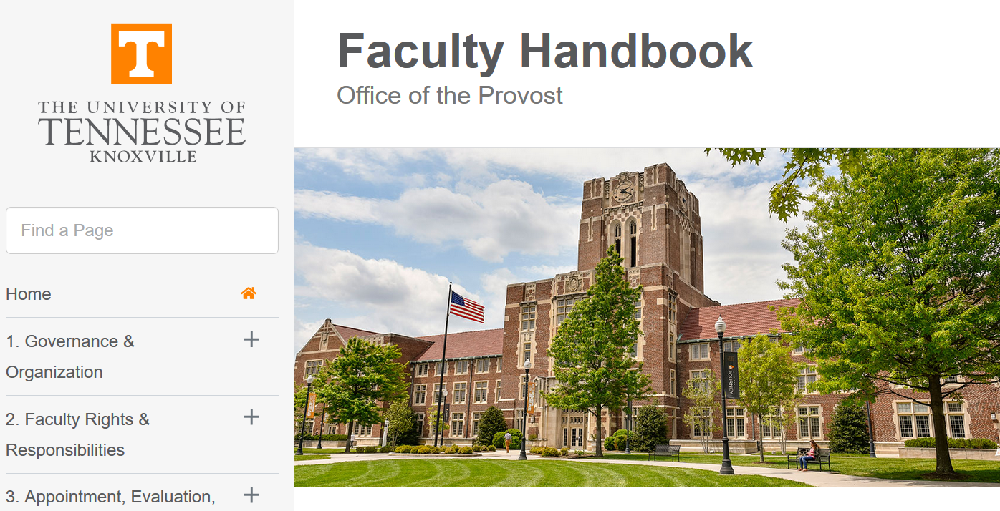 T
THE UNIVERSITY OF
TENNESSEE
KNOXVILLE
Find a Page
Home
1. Governance &
Organization
2. Faculty Rights &
Responsibilities
3. Appointment, Evaluation,
Faculty Handbook
Office of the Provost
JOURNEY